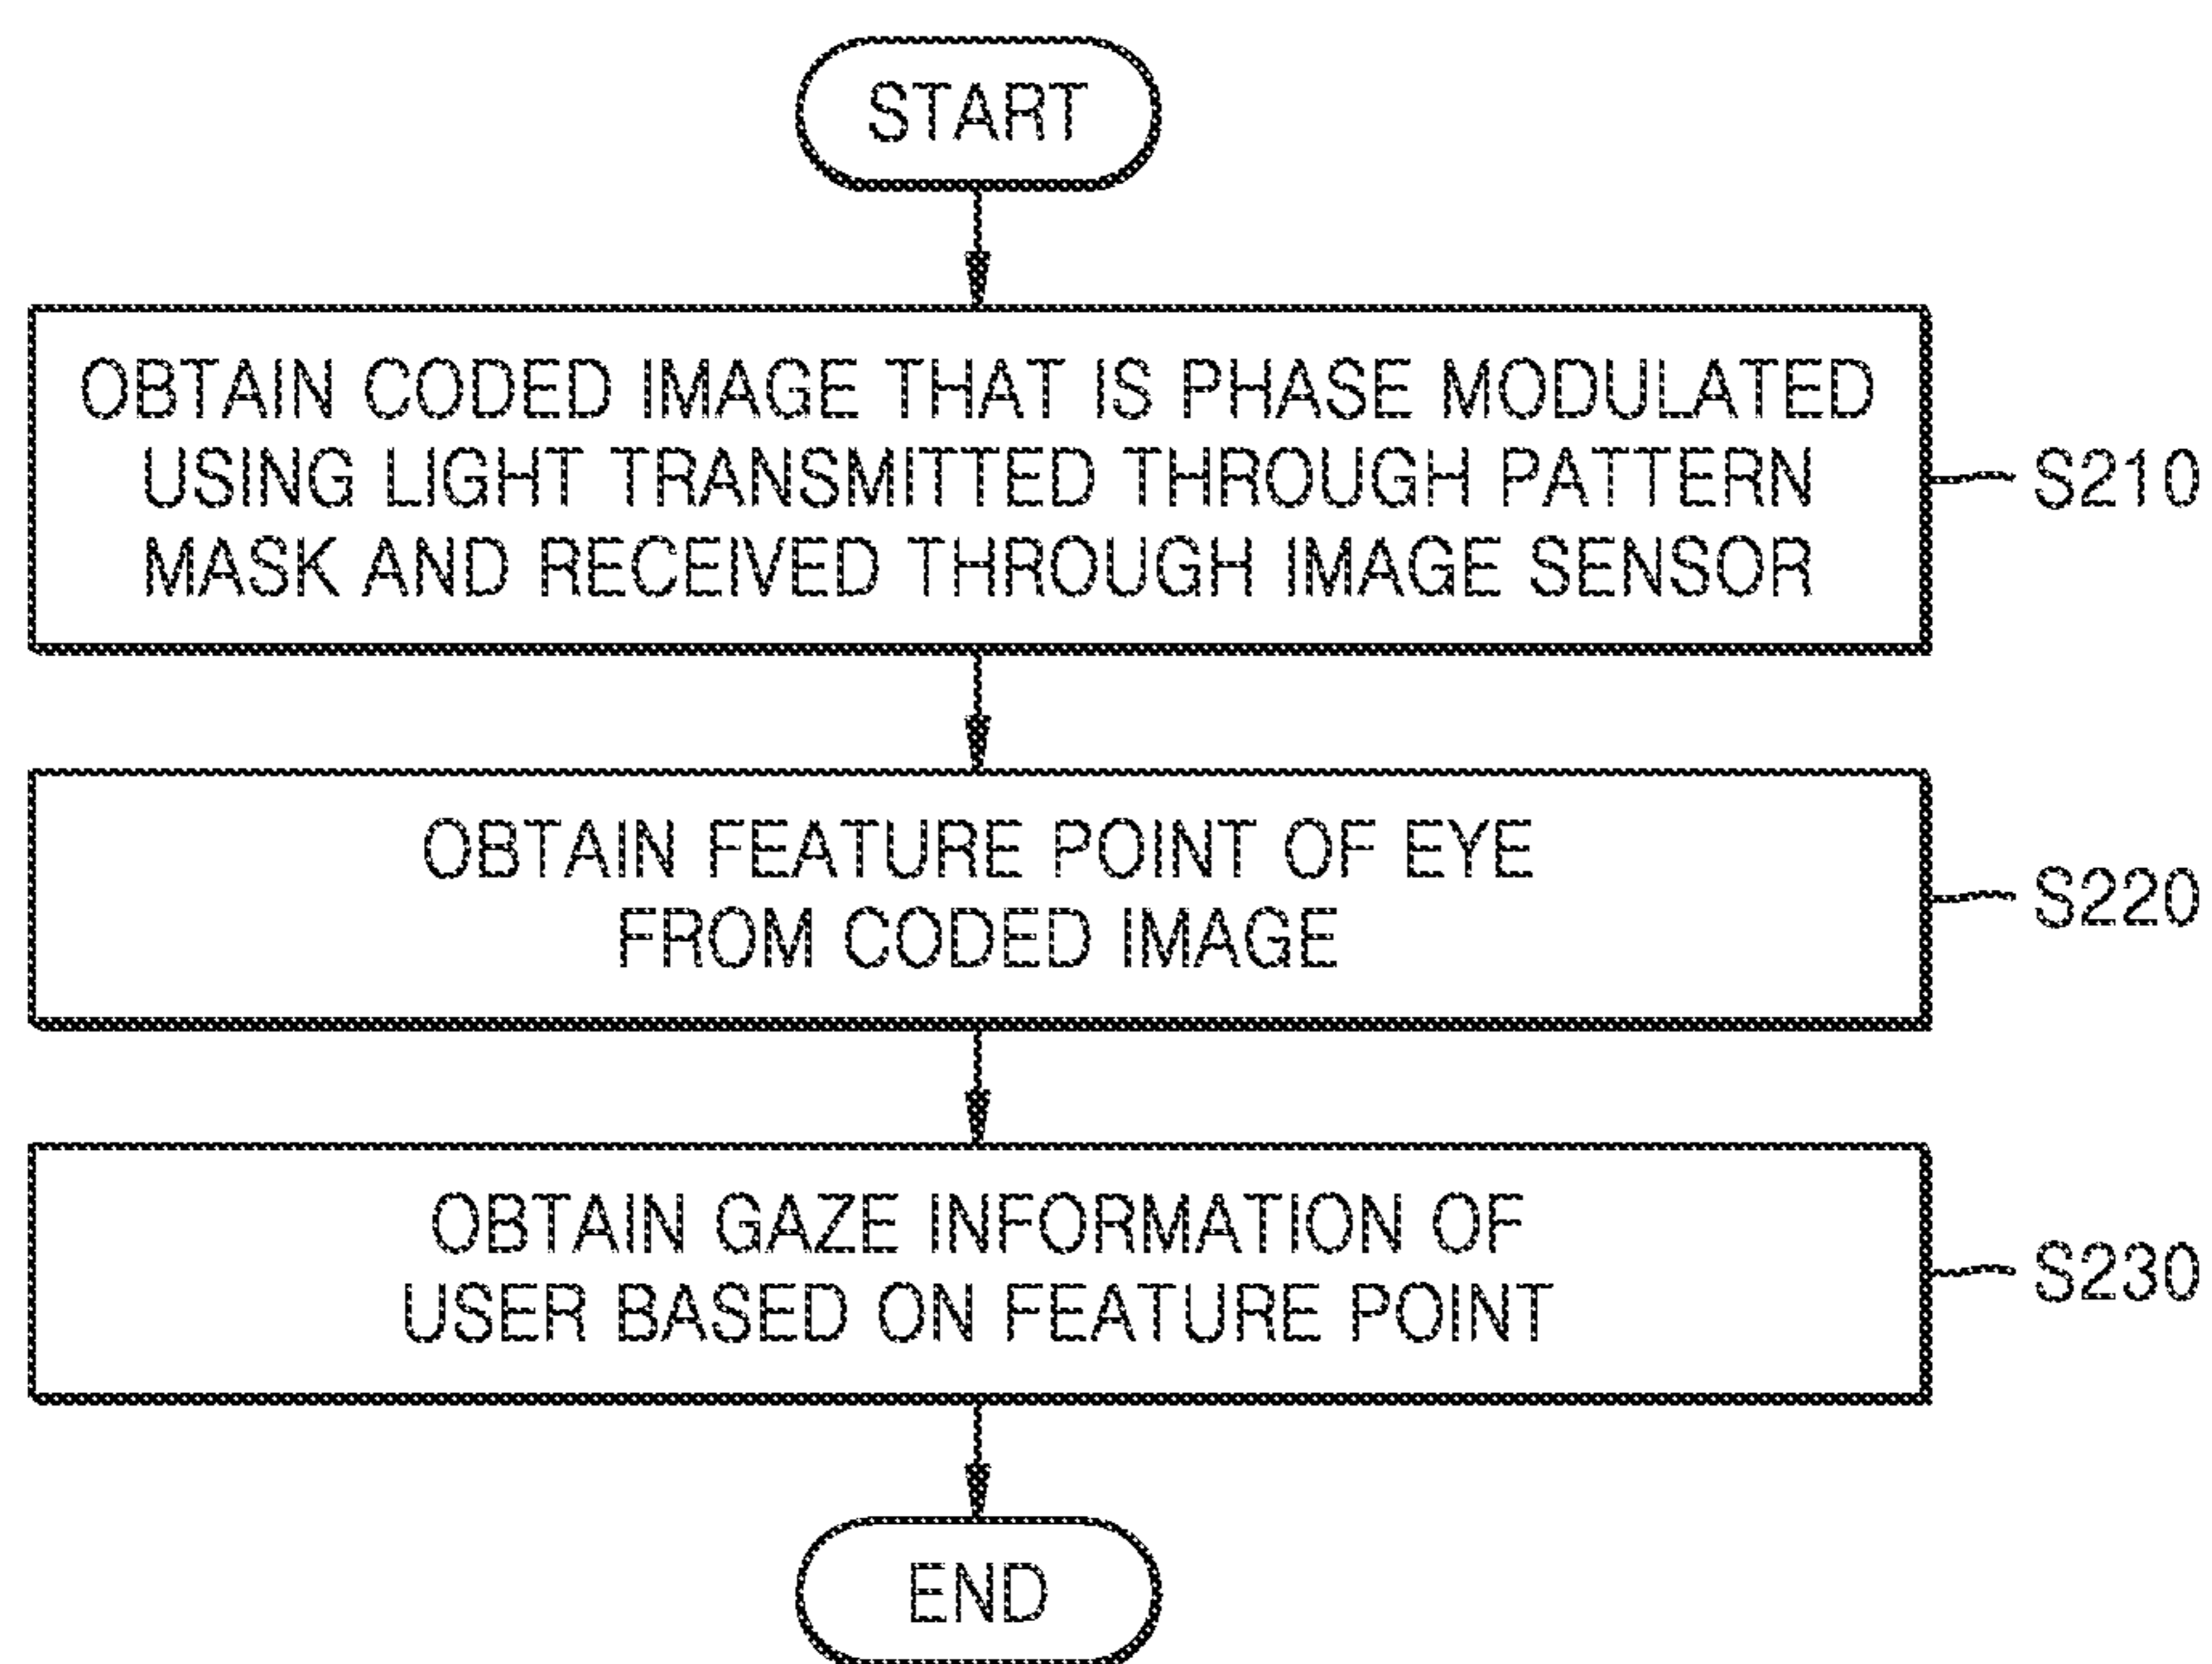 START
OBTAIN CODED IMAGE THAT IS PHASE MODULATED
USING LIGHT TRANSMITTED THROUGH PATTERN
MASK AND RECEIVED THROUGH IMAGE SENSOR
S210
OBTAIN FEATURE POINT OF EYE
FROM CODED IMAGE
S220
OBTAIN GAZE INFORMATION OF
USER BASED ON FEATURE POINT
S230
END